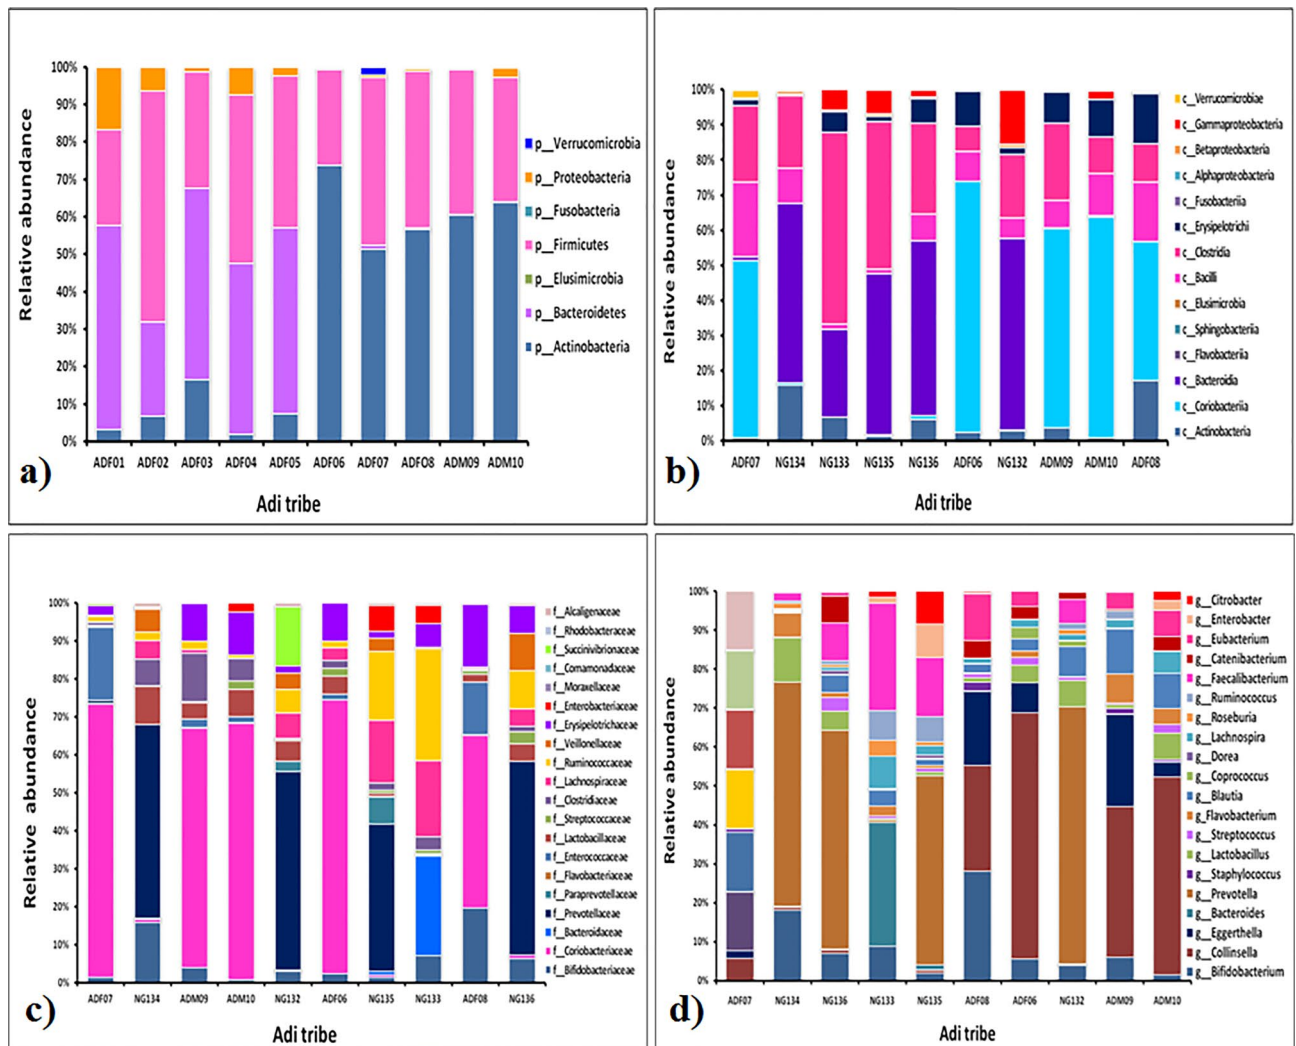 Relative abundance
100%
90%
80%
70%
60%
50%
40%
30%
20%
10%
0%
ADF01 ADF02 ADF03 ADF04 ADF05 ADF06 ADF07 ADF08 ADM09 ADM10
Adi tribe
a)
p__Verrucomicrobia
p__Proteobacteria
p__Fusobacteria
p__Firmicutes
p__Elusimicrobia
p__Bacteroidetes
p__Actinobacteria
Relative abundance
100%
90%
80%
70%
60%
50%
40%
30%
20%
10%
0%
ADF07 NG134 NG133 NG135 NG136 ADF06 NG132 ADM09 ADM10 ADF08
Adi tribe
b)
c__Verrucomicrobiae
c__Gammaproteobacteria
c__Betaproteobacteria
c__Alphaproteobacteria
c__Fusobacteriia
c__Erysipelotrichi
c__Clostridia
c__Bacilli
c__Elusimicrobia
c__Sphingobacteriia
c__Flavobacteriia
c__Bacteroidia
c__Coriobacteriia
c__Actinobacteria
Relative abundance
100%
90%
80%
70%
60%
50%
40%
30%
20%
10%
0%
ADF07 NG134 ADM09 ADM10 NG132 ADF06 NG135 NG133 ADF08 NG136
Adi tribe
c)
f__Alcaligenaceae
f__Rhodobacteraceae
f__Succinivibrionaceae
f__Comamonadaceae
f__Moraxellaceae
f__Enterobacteriaceae
f__Erysipelotrichaceae
f__Veillonellaceae
f__Ruminococcaceae
f__Lachnospiraceae
f__Clostridiaceae
f__Streptococcaceae
f__Lactobacillaceae
f__Enterococcaceae
f__Flavobacteriaceae
f__Paraprevotellaceae
f__Prevotellaceae
f__Bacteroidaceae
f__Coriobacteriaceae
f__Bifidobacteriaceae
Relative abundance
100%
90%
80%
70%
60%
50%
40%
30%
20%
10%
0%
ADF07 NG134 NG136 NG133 NG135 ADF08 ADF06 NG132 ADM09 ADM10
Adi tribe
d)
g__Citrobacter
g__Enterobacter
g__Eubacterium
g__Catenibacterium
g__Faecalibacterium
g__Ruminococcus
g__Roseburia
g__Lachnospira
g__Dorea
g__Coprococcus
g__Blautia
g__Flavobacterium
g__Streptococcus
g__Lactobacillus
g__Staphylococcus
g__Prevotella
g__Bacteroides
g__Eggerthella
g__Collinsella
g__Bifidobacterium